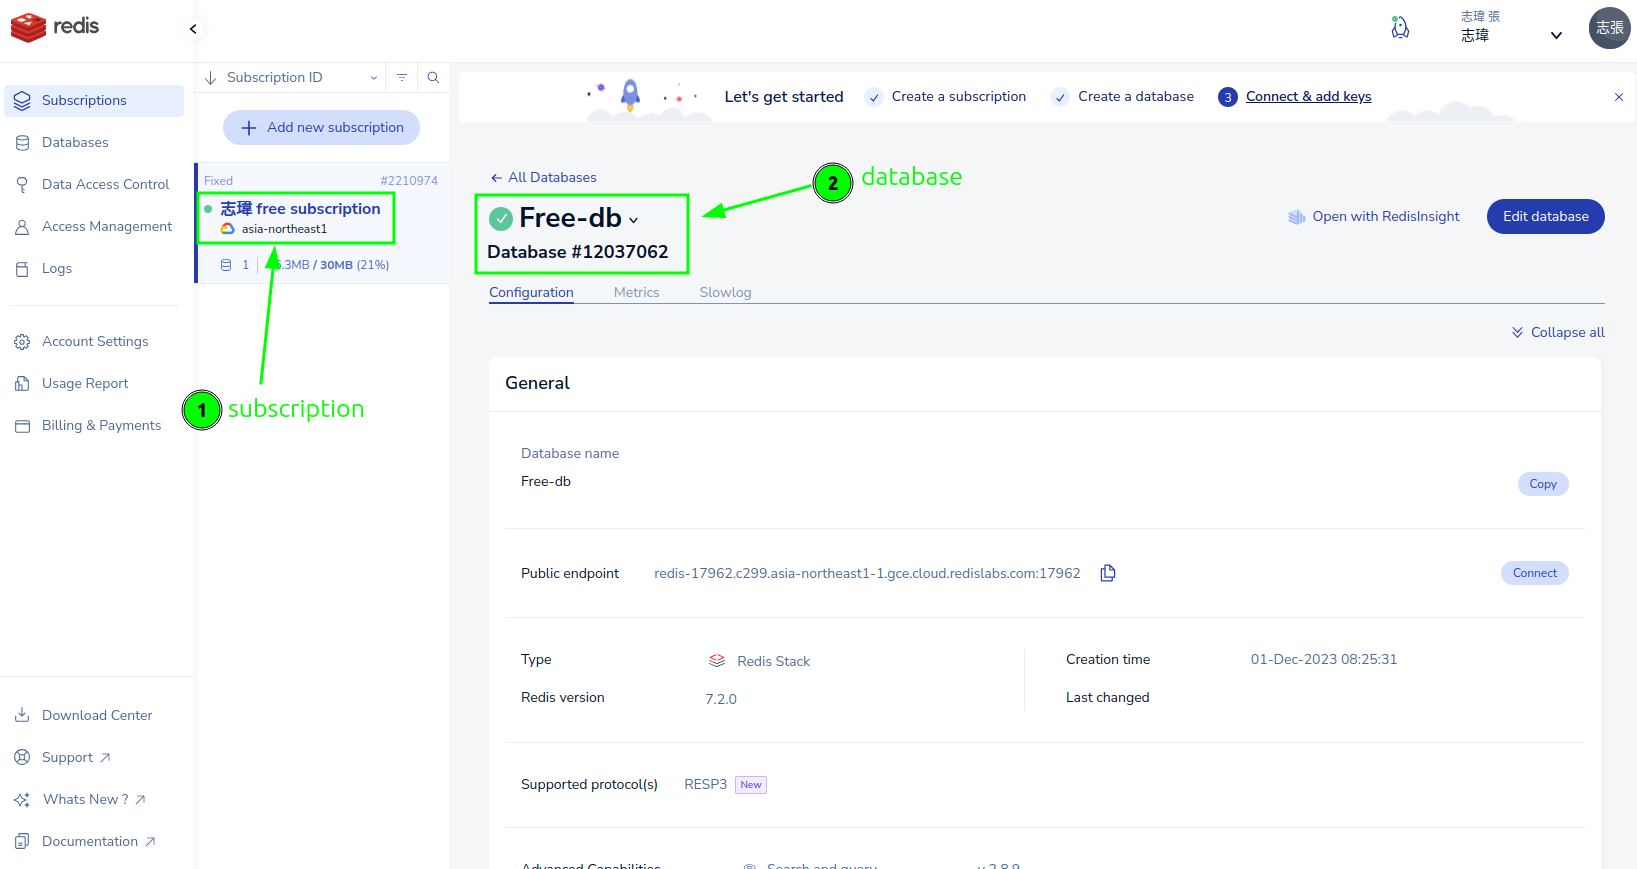 redis
志瑋 張
志瑋
志張
Subscriptions
Databases
Data Access Control
Access Management
Logs
Account Settings
Usage Report
Billing & Payments
Download Center
Support
Whats New ?
Documentation
Subscription ID
Add new subscription
Fixed #2210974
志瑋 free subscription
asia-northeast1
1 .3MB / 30MB (21%)
1 subscription
Let's get started Create a subscription Create a database 3 Connect & add keys
All Databases
2 database
Free-db
Database #12037062
Open with RedisInsight
Edit database
Configuration Metrics Slowlog
Collapse all
General
Database name
Free-db
Copy
Public endpoint redis-17962.c299.asia-northeast1-1.gce.cloud.redislabs.com:17962
Connect
Type Redis Stack
Creation time 01-Dec-2023 08:25:31
Redis version 7.2.0
Last changed
Supported protocol(s) RESP3 New
Advanced Capabilities Search and query v 2.8.9